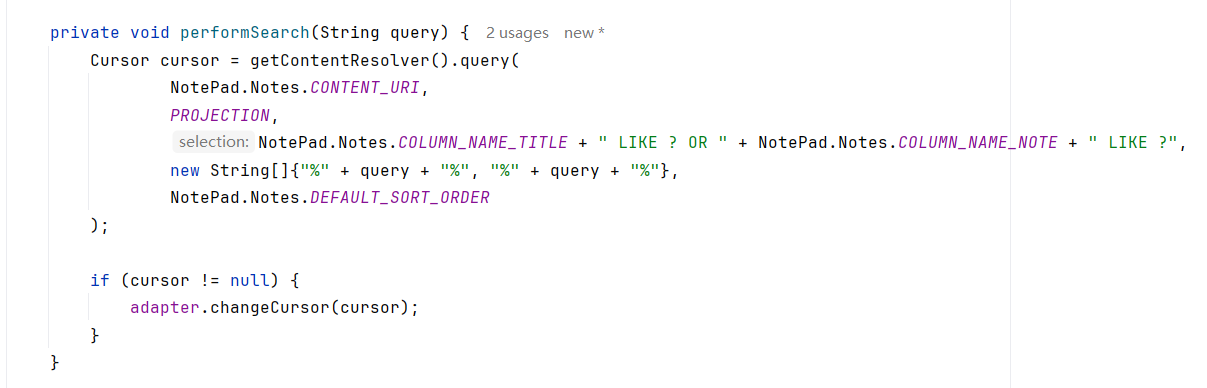 private void performSearch(String query) { 2 usages new *
Cursor cursor = getContentResolver().query(
NotePad.Notes.CONTENT_URI,
PROJECTION,
selection: NotePad.Notes.COLUMN_NAME_TITLE + " LIKE ? OR " + NotePad.Notes.COLUMN_NAME_NOTE + " LIKE ?",
new String[]{"%" + query + "%", "%" + query + "%"},
NotePad.Notes.DEFAULT_SORT_ORDER
);
if (cursor != null) {
adapter.changeCursor(cursor);
}
}